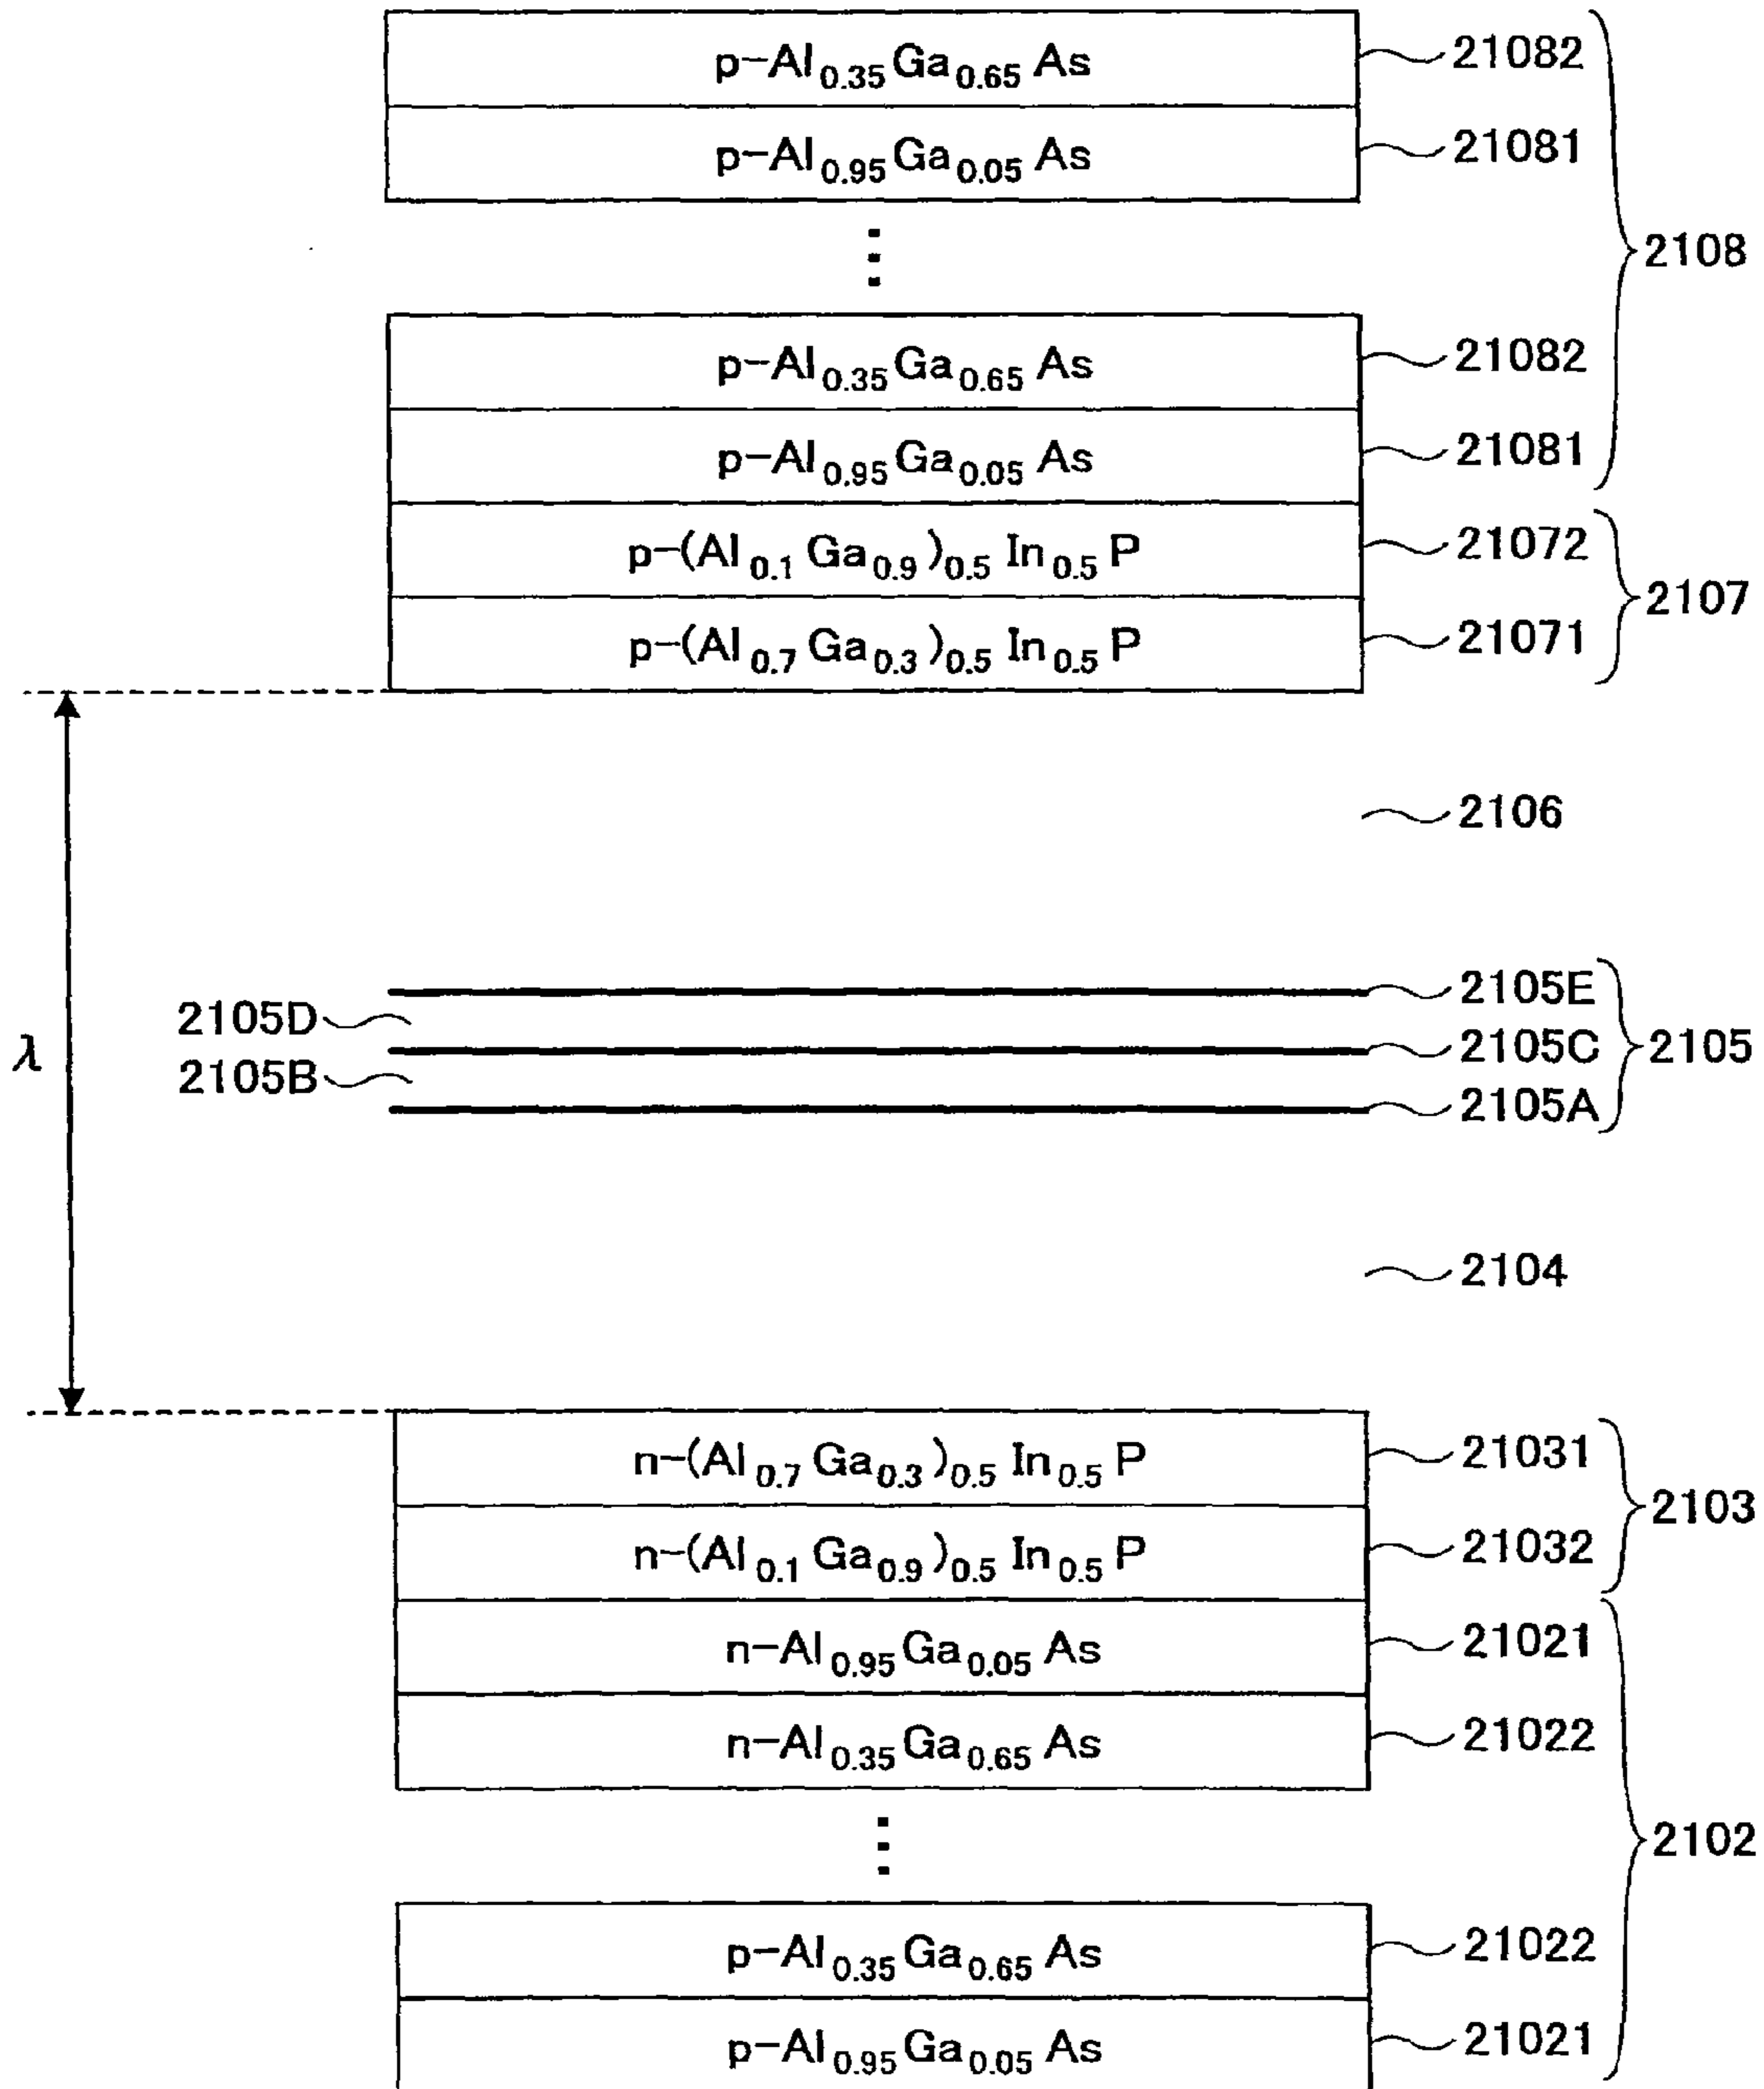 p-Al0.35Ga0.65As 21082
p-Al0.95Ga0.05As 21081
2108
p-Al0.35Ga0.65As 21082
p-Al0.95Ga0.05As 21081
p-(Al0.1Ga0.9)0.5In0.5P 21072
2107
p-(Al0.7Ga0.3)0.5In0.5P 21071
2106
2105E
2105D
λ 2105C 2105
2105B
2105A
2104
n-(Al0.7Ga0.3)0.5In0.5P 21031
2103
n-(Al0.1Ga0.9)0.5In0.5P 21032
n-Al0.95Ga0.05As 21021
n-Al0.35Ga0.65As 21022
2102
p-Al0.35Ga0.65As 21022
p-Al0.95Ga0.05As 21021